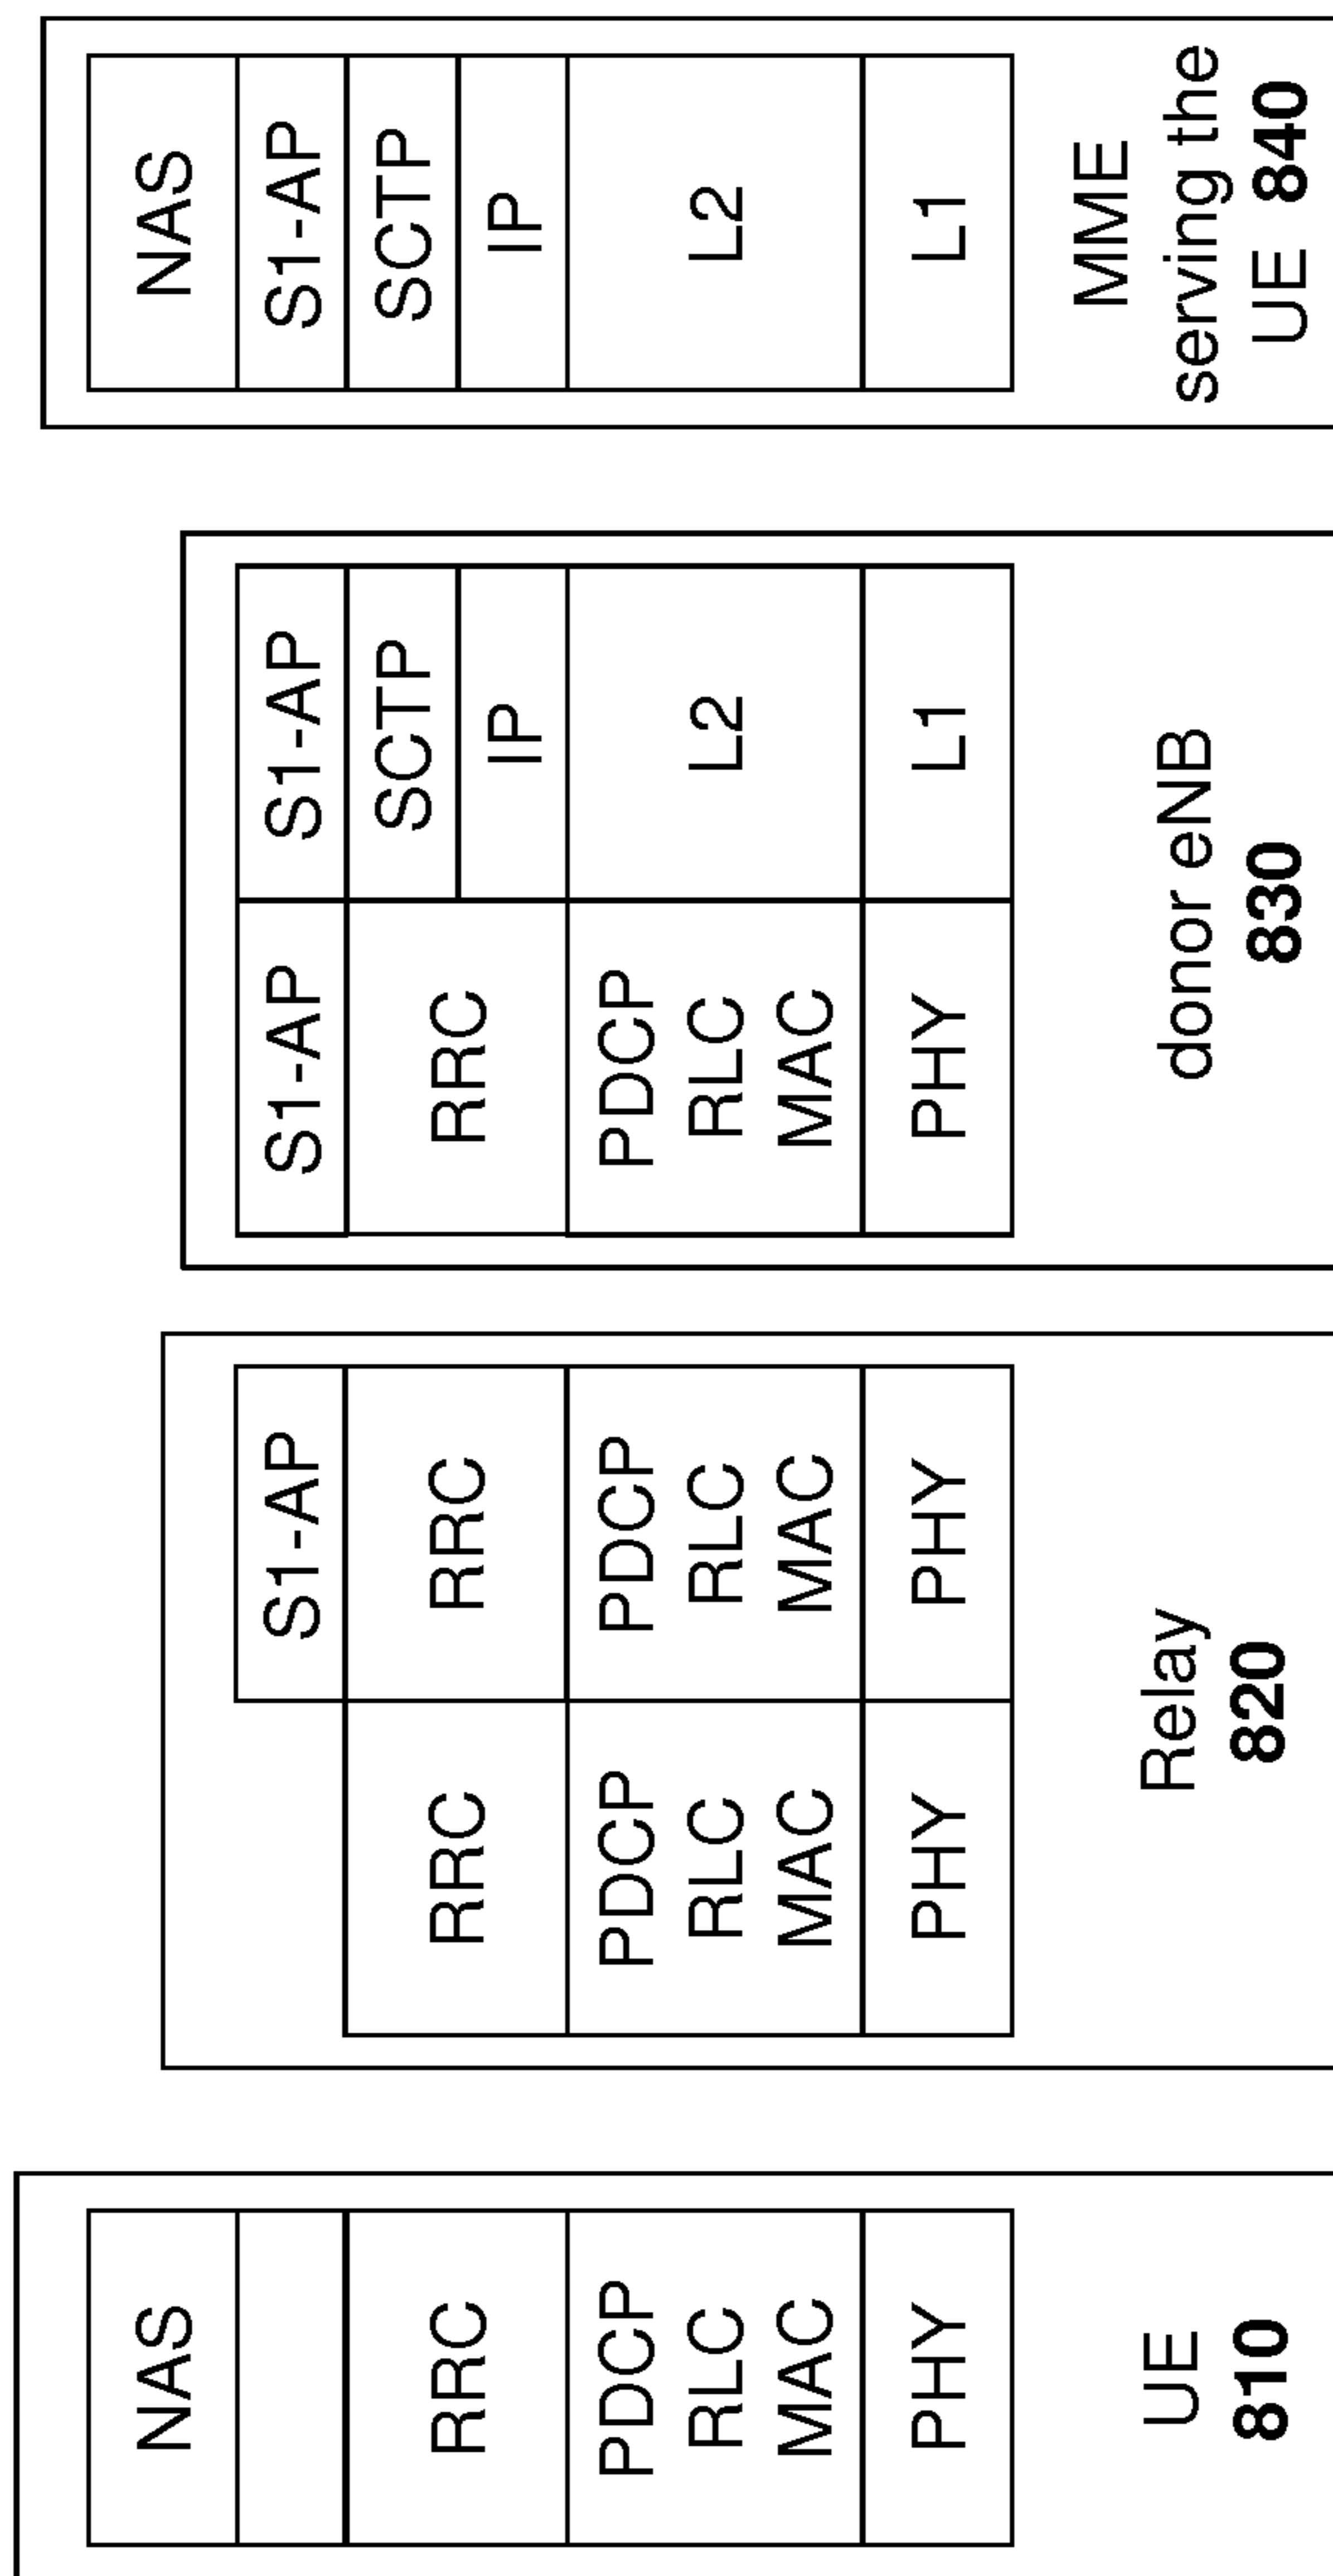 NAS
RRC
PDCP
RLC
MAC
PHY
UE
810
RRC
PDCP
RLC
MAC
PHY
S1-AP
RRC
PDCP
RLC
MAC
PHY
Relay
820
S1-AP
RRC
PDCP
RLC
MAC
PHY
S1-AP
SCTP
IP
L2
L1
donor eNB
830
NAS
S1-AP
SCTP
IP
L2
L1
MME
serving the
UE 840